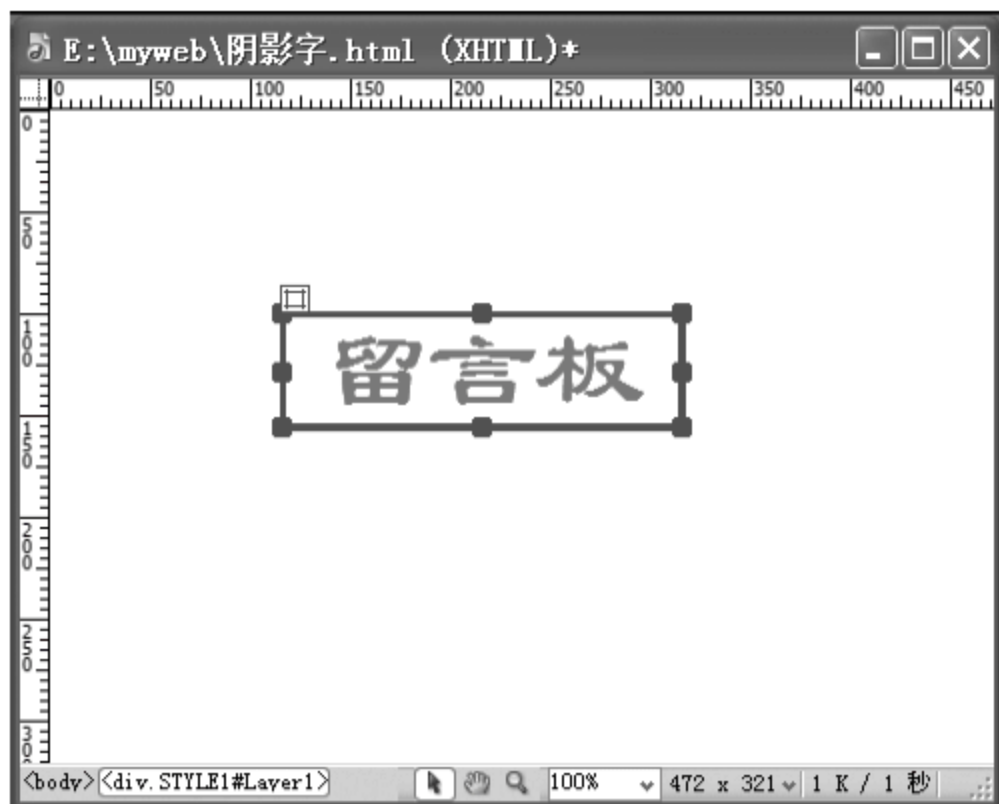 E:\myweb\阴影字.html (XHTML)*
0 50 100 150 200 250 300 350 400 450
0
50
100
留言板
150
200
250
30
<body> <div.STYLE1#Layer1> 100% 472 x 321 1 K / 1 秒